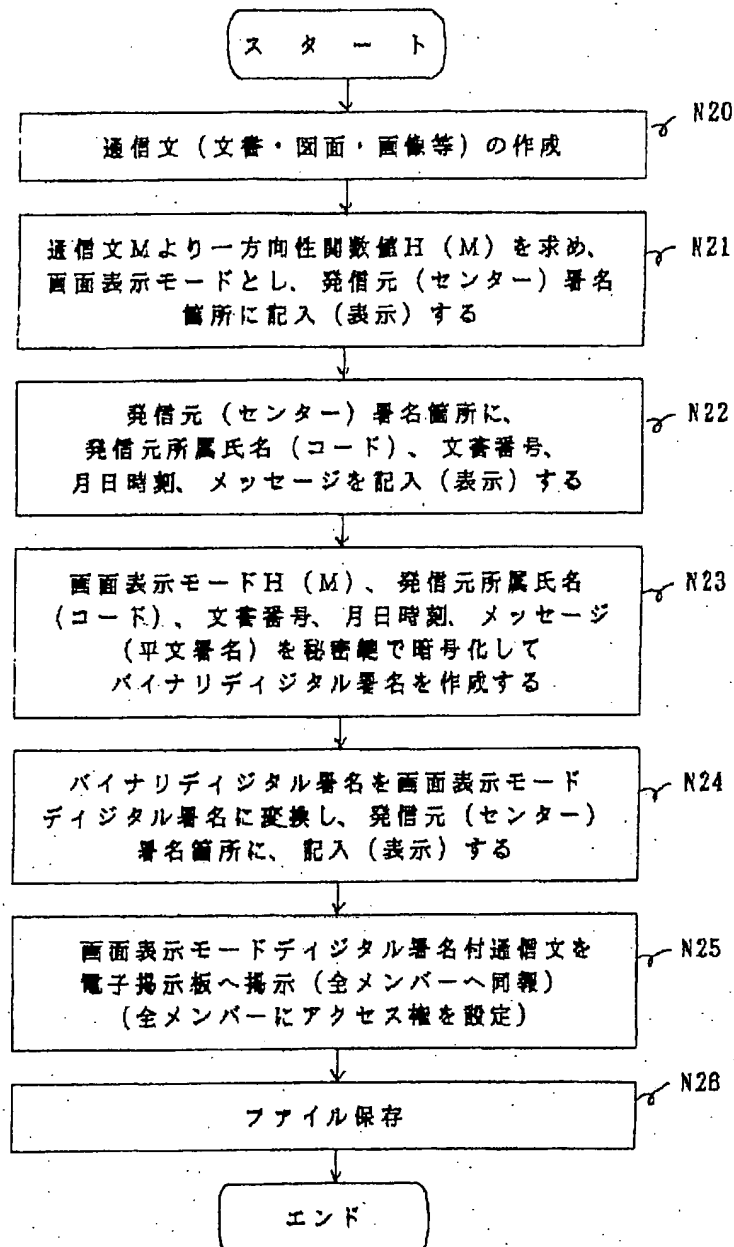 スタート
N20
通信文(文書・図面・画像等)の作成
N21
通信文Mより一方向性関数値H(M)を求め、
画面表示モードとし、発信元(センター)署名
箇所に記入(表示)する
N22
発信元(センター)署名箇所に、
発信元所属氏名(コード)、文書番号、
月日時刻、メッセージを記入(表示)する
N23
画面表示モードH(M)、発信元所属氏名
(コード)、文書番号、月日時刻、メッセージ
(平文署名)を秘密鍵で暗号化して
バイナリディジタル署名を作成する
N24
バイナリディジタル署名を画面表示モード
ディジタル署名に変換し、発信元(センター)
署名箇所に、記入(表示)する
N25
画面表示モードディジタル署名付通信文を
電子掲示板へ掲示(全メンバーへ同報)
(全メンバーにアクセス権を設定)
N26
ファイル保存
エンド